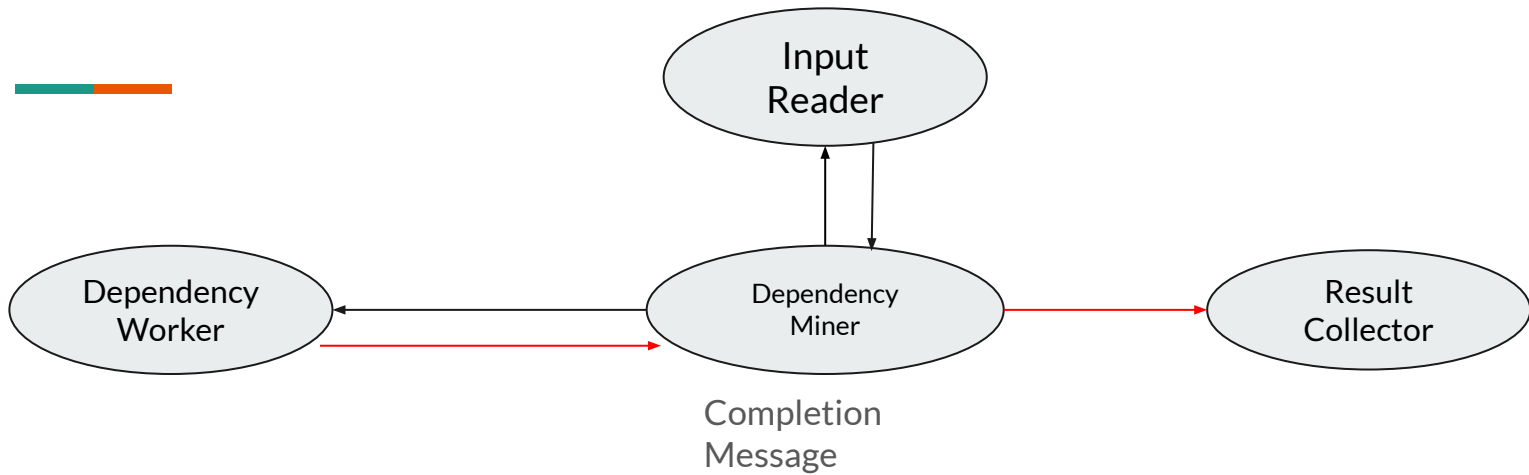 Input
Reader
Dependency
Worker
Dependency
Miner
Result
Collector
Completion
Message